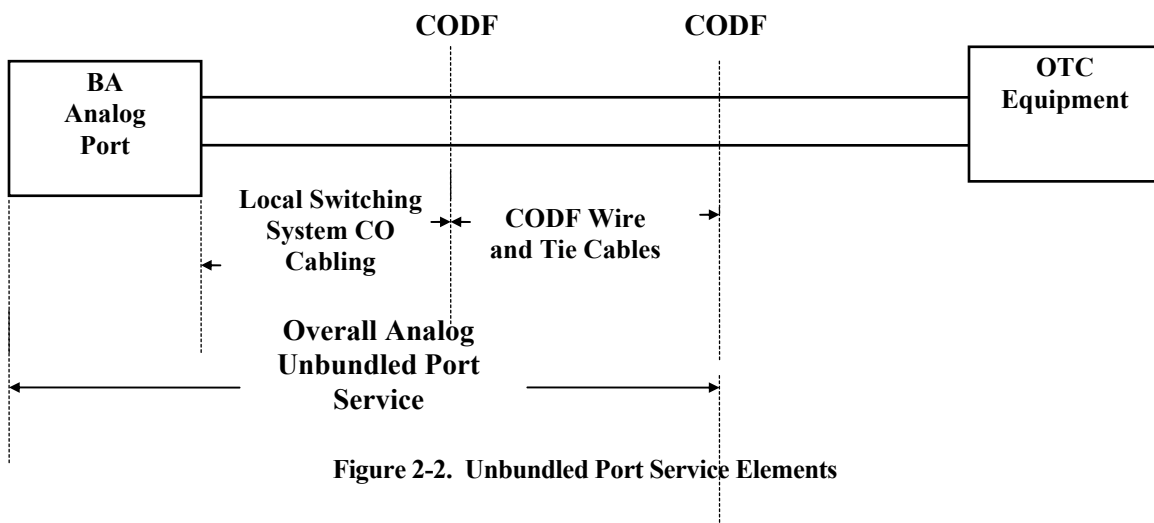 CODF
CODF
BA
Analog
Port
OTC
Equipment
Local Switching
System CO
Cabling
CODF Wire
and Tie Cables
Overall Analog
Unbundled Port
Service
Figure 2-2. Unbundled Port Service Elements